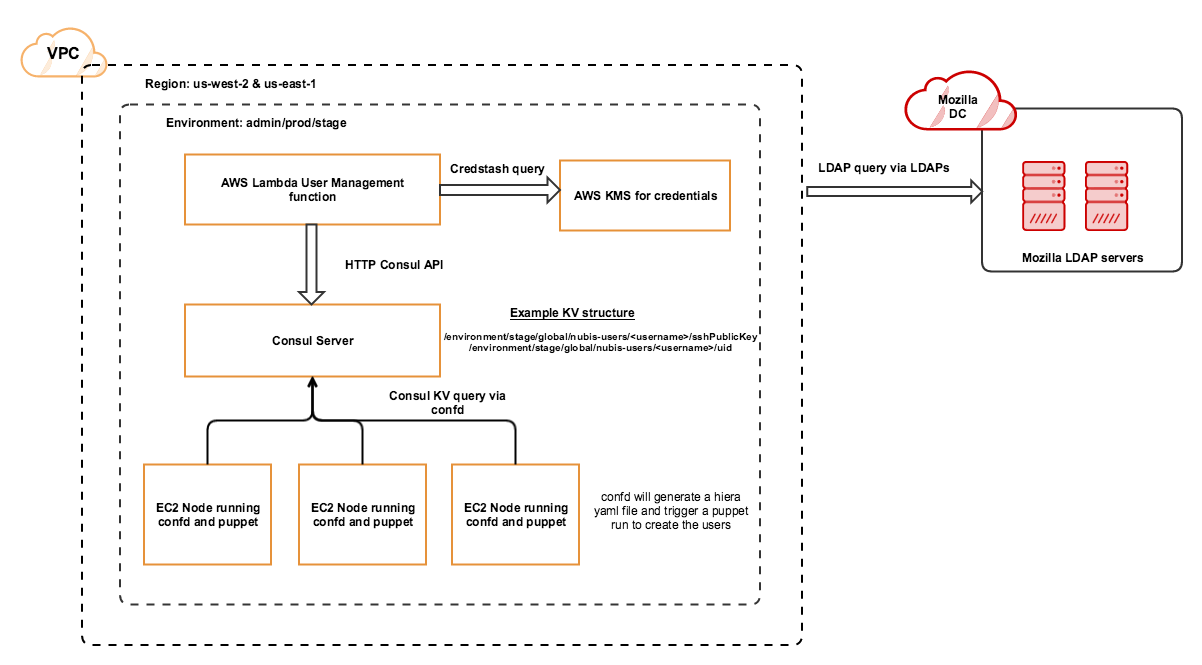 VPC
Region: us-west-2 & us-east-1
Environment: admin/prod/stage
AWS Lambda User Management
function
Credstash query
AWS KMS for credentials
LDAP query via LDAPs
Mozilla
DC
Mozilla LDAP servers
HTTP Consul API
Consul Server
Example KV structure
/environment/stage/global/nubis-users/<username>/sshPublicKey
/environment/stage/global/nubis-users/<username>/uid
Consul KV query via
confd
EC2 Node running
confd and puppet
EC2 Node running
confd and puppet
EC2 Node running
confd and puppet
confd will generate a hiera
yaml file and trigger a puppet
run to create the users